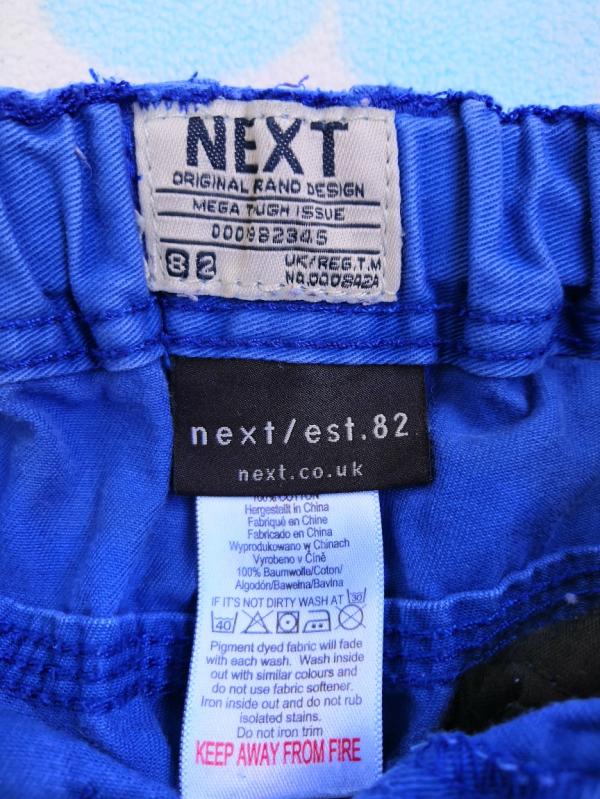 NEXT
ORIGINAL RAND DESIGN
MEGA TUGH ISSUE
000982345
82 UK/REG.T.M
NO.000842A
next/est.82
next.co.uk
100% COTTON
Hergestellt in China
Fabriqué en Chine
Fabricado en China
Wyprodukowano w Chinach
Vyrobeno v Číně
100% Baumwolle/Coton/
Algodón/Bawełna/Bavlna
IF IT'S NOT DIRTY WASH AT 30
40
Pigment dyed fabric will fade
with each wash. Wash inside
out with similar colours and
do not use fabric softener.
Iron inside out and do not rub
isolated stains.
Do not iron trim
KEEP AWAY FROM FIRE